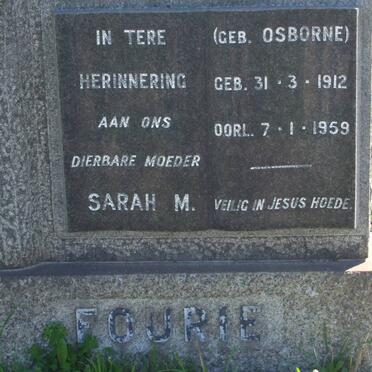 IN TERE
HERINNERING
AAN ONS
DIERBARE MOEDER
SARAH M.
(GEB. OSBORNE)
GEB. 31·3·1912
OORL. 7·1·1959
VEILIG IN JESUS HOEDE.
FOURIE